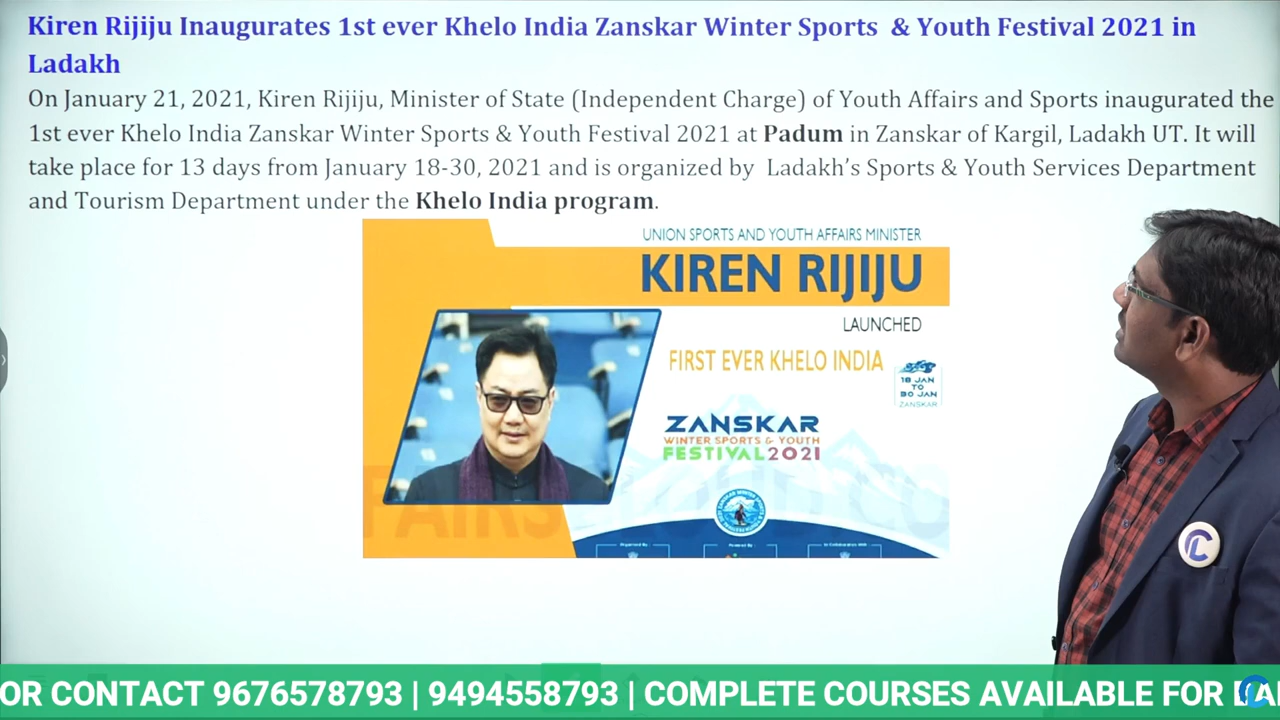 Kiren Rijiju Inaugurates 1st ever Khelo India Zanskar Winter Sports & Youth Festival 2021 in
Ladakh
On January 21, 2021, Kiren Rijiju, Minister of State (Independent Charge) of Youth Affairs and Sports inaugurated the
1st ever Khelo India Zanskar Winter Sports & Youth Festival 2021 at Padum in Zanskar of Kargil, Ladakh UT. It will
take place for 13 days from January 18-30, 2021 and is organized by Ladakh's Sports & Youth Services Department
and Tourism Department under the Khelo India program.
UNION SPORTS AND YOUTH AFFAIRS MINISTER
KIREN RIJIJU
LAUNCHED
FIRST EVER KHELO INDIA
18 JAN
TO
30 JAN
ZANSKAR
ZANSKAR
WINTER SPORTS & YOUTH
FESTIVAL 2021
OR CONTACT 9676578793 | 9494558793 | COMPLETE COURSES AVAILABLE FOR